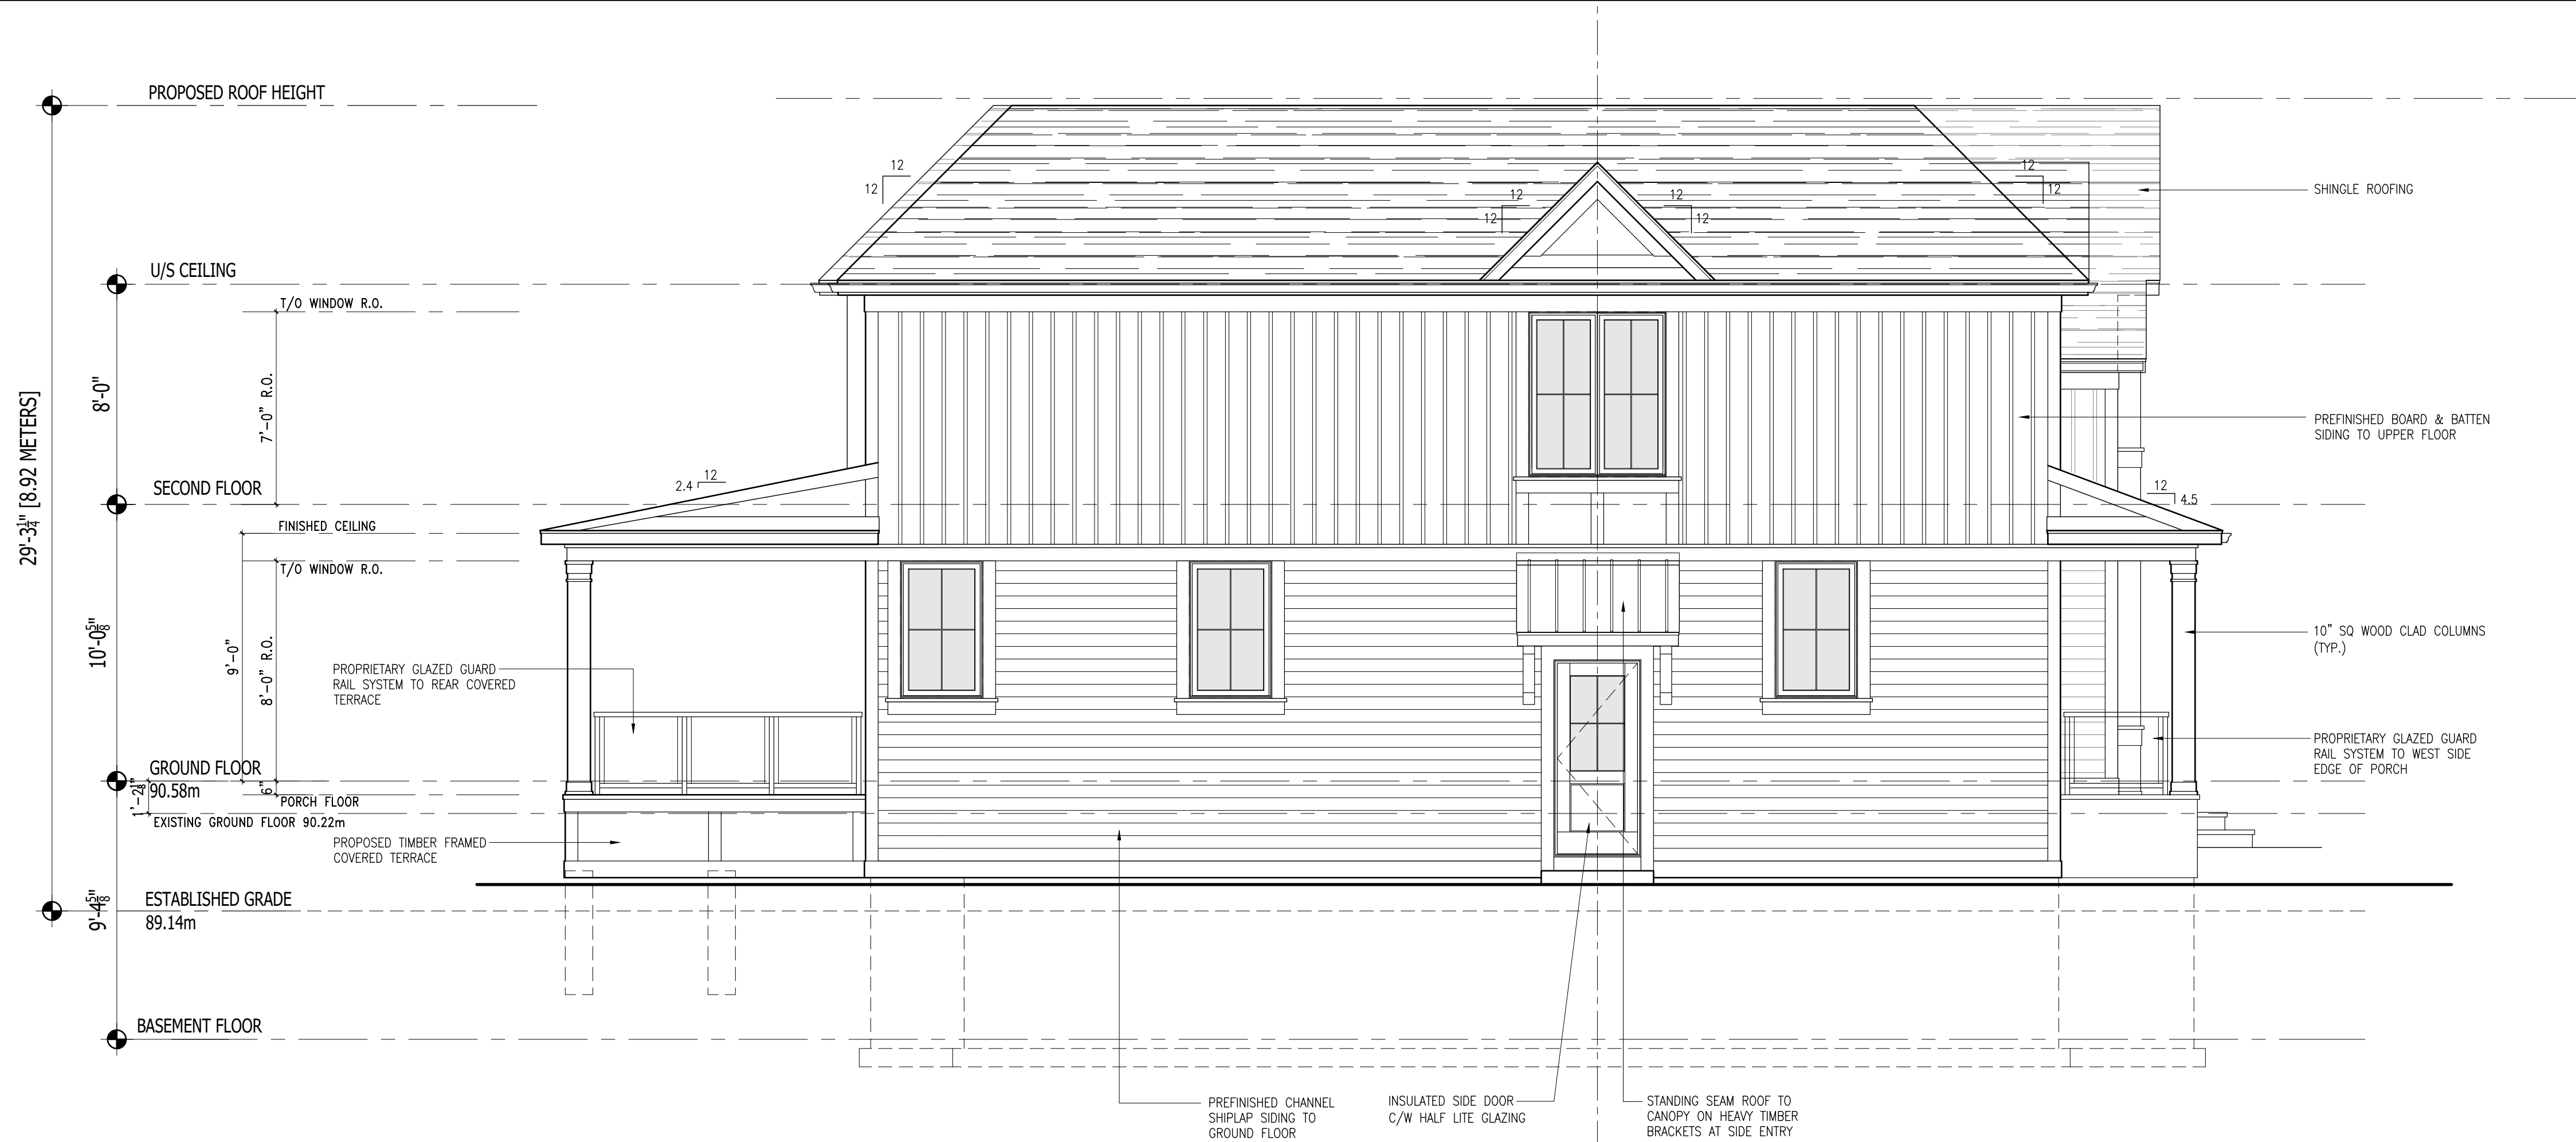 PROPOSED ROOF HEIGHT
12
12
12
12
12
12
12
12
SHINGLE ROOFING
U/S CEILING
T/O WINDOW R.O.
8'-0"
7'-0" R.O.
29'-3 1/4" [8.92 METERS]
PREFINISHED BOARD & BATTEN
SIDING TO UPPER FLOOR
SECOND FLOOR
12
2.4
12
4.5
FINISHED CEILING
T/O WINDOW R.O.
10'-0 5/8"
9'-0"
8'-0" R.O.
10" SQ WOOD CLAD COLUMNS
(TYP.)
PROPRIETARY GLAZED GUARD
RAIL SYSTEM TO REAR COVERED
TERRACE
PROPRIETARY GLAZED GUARD
RAIL SYSTEM TO WEST SIDE
EDGE OF PORCH
GROUND FLOOR
90.58m
6"
PORCH FLOOR
EXISTING GROUND FLOOR 90.22m
PROPOSED TIMBER FRAMED
COVERED TERRACE
9'-4 5/8"
ESTABLISHED GRADE
89.14m
BASEMENT FLOOR
PREFINISHED CHANNEL
SHIPLAP SIDING TO
GROUND FLOOR
INSULATED SIDE DOOR
C/W HALF LITE GLAZING
STANDING SEAM ROOF TO
CANOPY ON HEAVY TIMBER
BRACKETS AT SIDE ENTRY